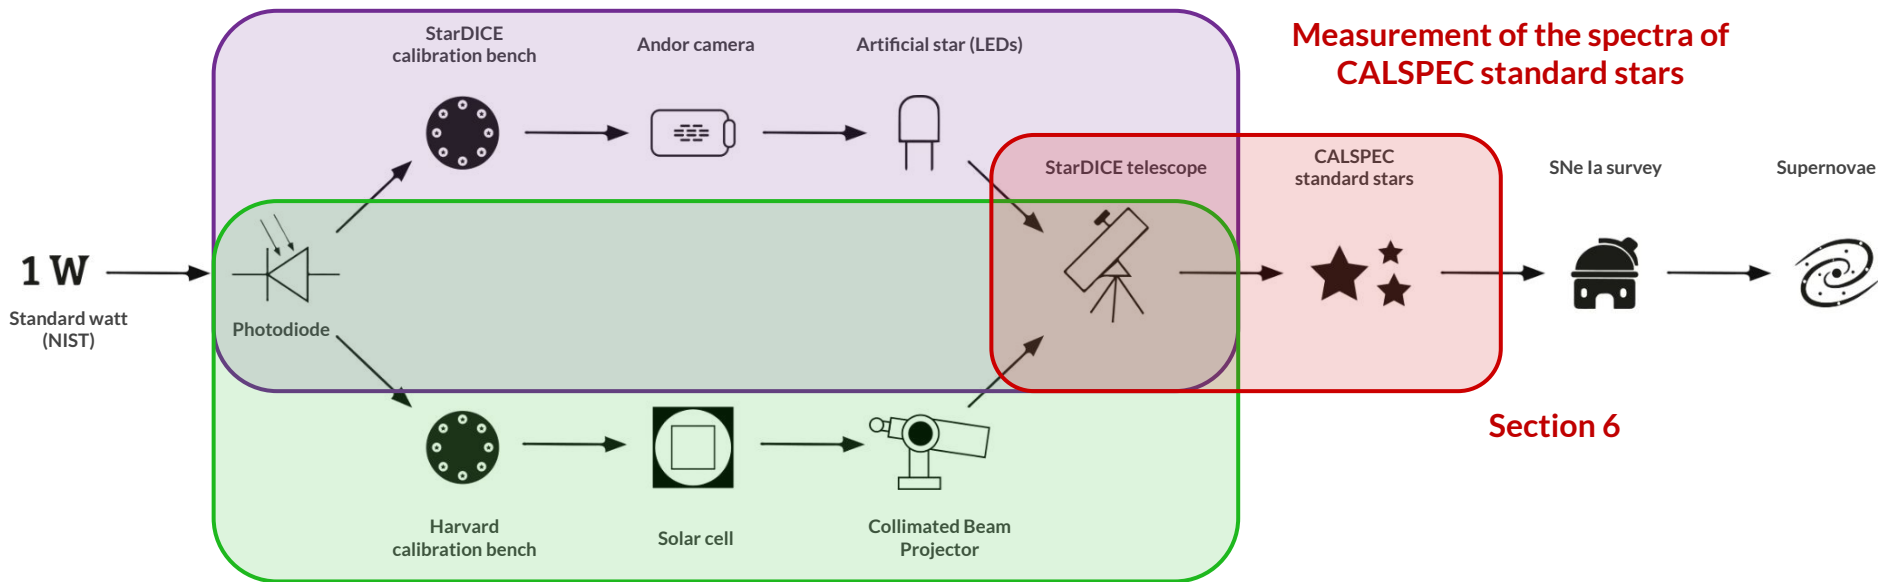 StarDICE
calibration bench
Andor camera
Artificial star (LEDs)
Measurement of the spectra of
CALSPEC standard stars
StarDICE telescope
CALSPEC
standard stars
SNe Ia survey
Supernovae
1 W
Standard watt
(NIST)
Photodiode
Section 6
Harvard
calibration bench
Solar cell
Collimated Beam
Projector